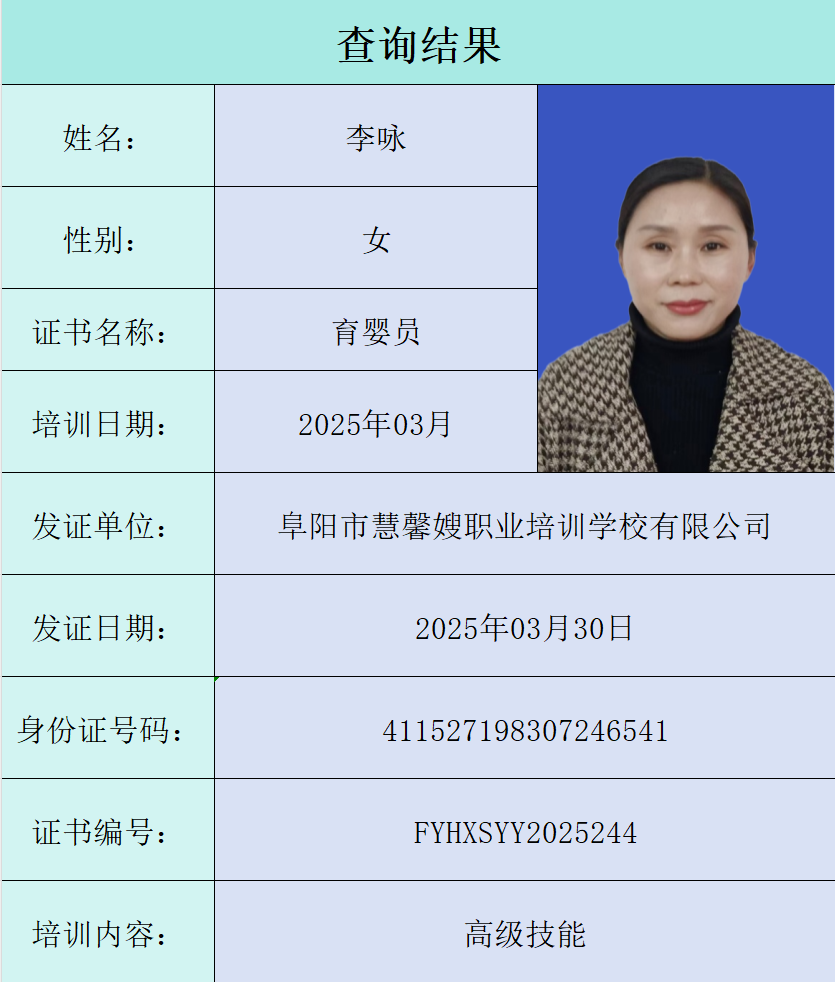 查询结果
姓名： 李咏
性别： 女
证书名称： 育婴员
培训日期： 2025年03月
发证单位： 阜阳市慧馨嫂职业培训学校有限公司
发证日期： 2025年03月30日
身份证号码： 411527198307246541
证书编号： FYHXSYY2025244
培训内容： 高级技能